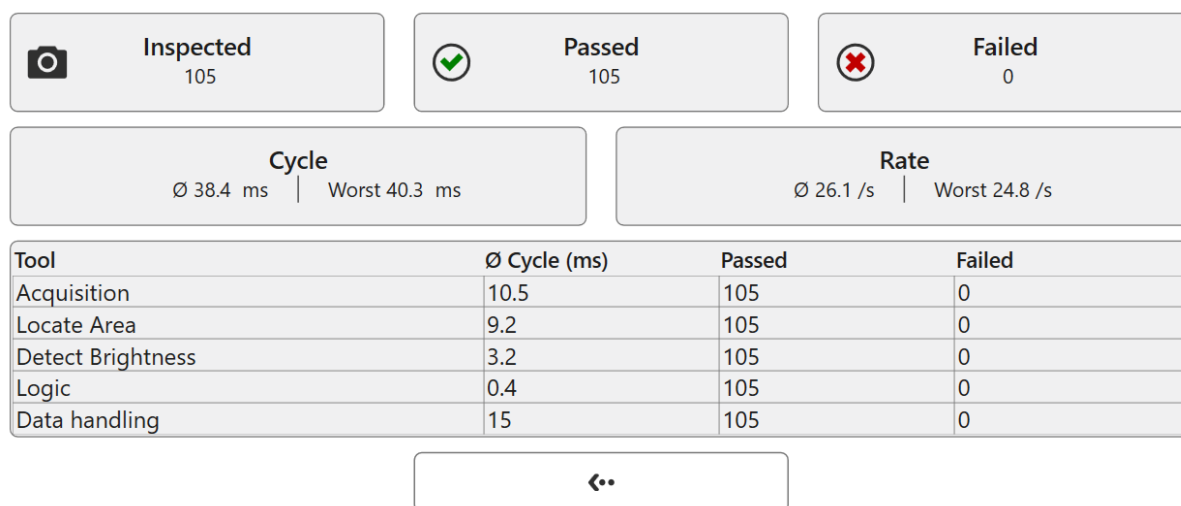 Inspected
105
Passed
105
Failed
0
Cycle
Ø 38.4 ms | Worst 40.3 ms
Rate
Ø 26.1 /s | Worst 24.8 /s
Tool Ø Cycle (ms) Passed Failed
Acquisition 10.5 105 0
Locate Area 9.2 105 0
Detect Brightness 3.2 105 0
Logic 0.4 105 0
Data handling 15 105 0